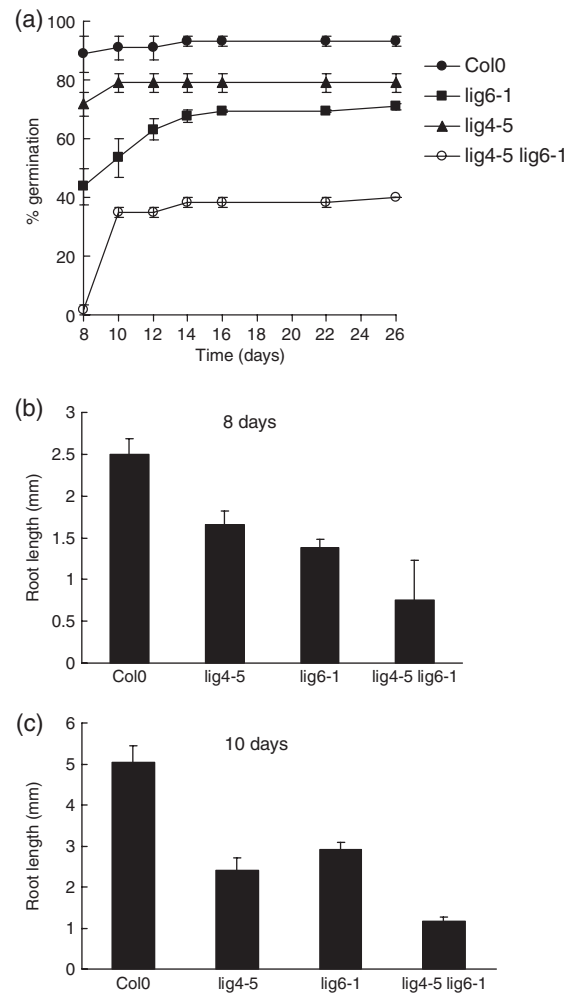 (a)
100
80
60
40
20
0
% germination
8 10 12 14 16 18 20 22 24 26
Time (days)
Col0
lig6-1
lig4-5
lig4-5 lig6-1
(b)
8 days
3
2.5
2
1.5
1
0.5
0
Root length (mm)
Col0 lig4-5 lig6-1 lig4-5 lig6-1
(c)
10 days
6
5
4
3
2
1
0
Root length (mm)
Col0 lig4-5 lig6-1 lig4-5 lig6-1